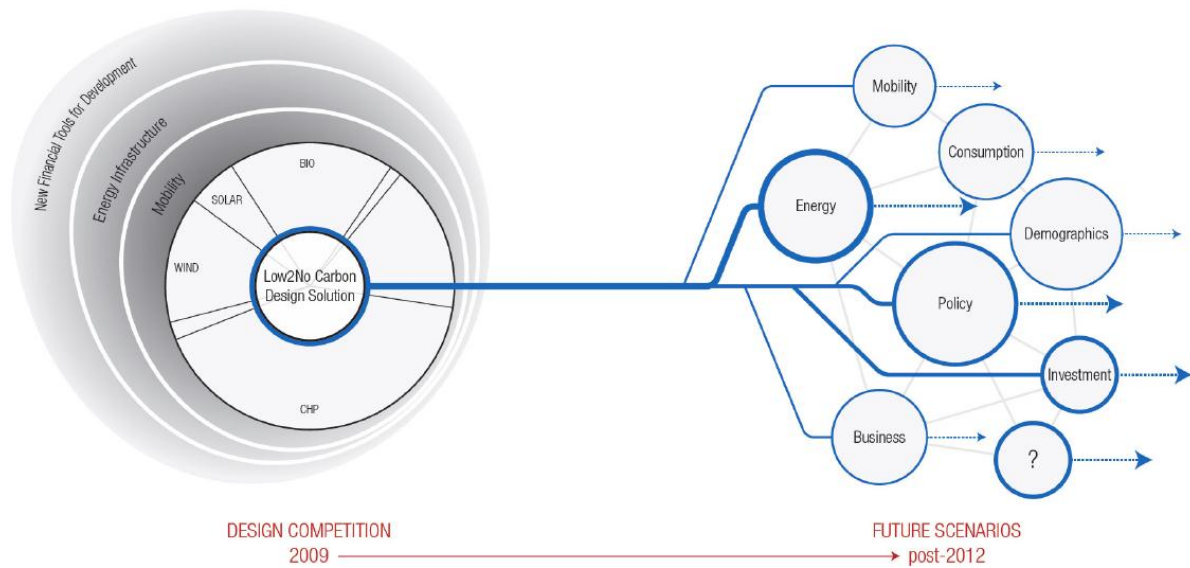 New Financial Tools for Development
Energy Infrastructure
Mobility
BIO
SOLAR
WIND
Low2No Carbon
Design Solution
CHP
Mobility
Consumption
Energy
Demographics
Policy
Investment
Business
?
DESIGN COMPETITION
2009
FUTURE SCENARIOS
post-2012